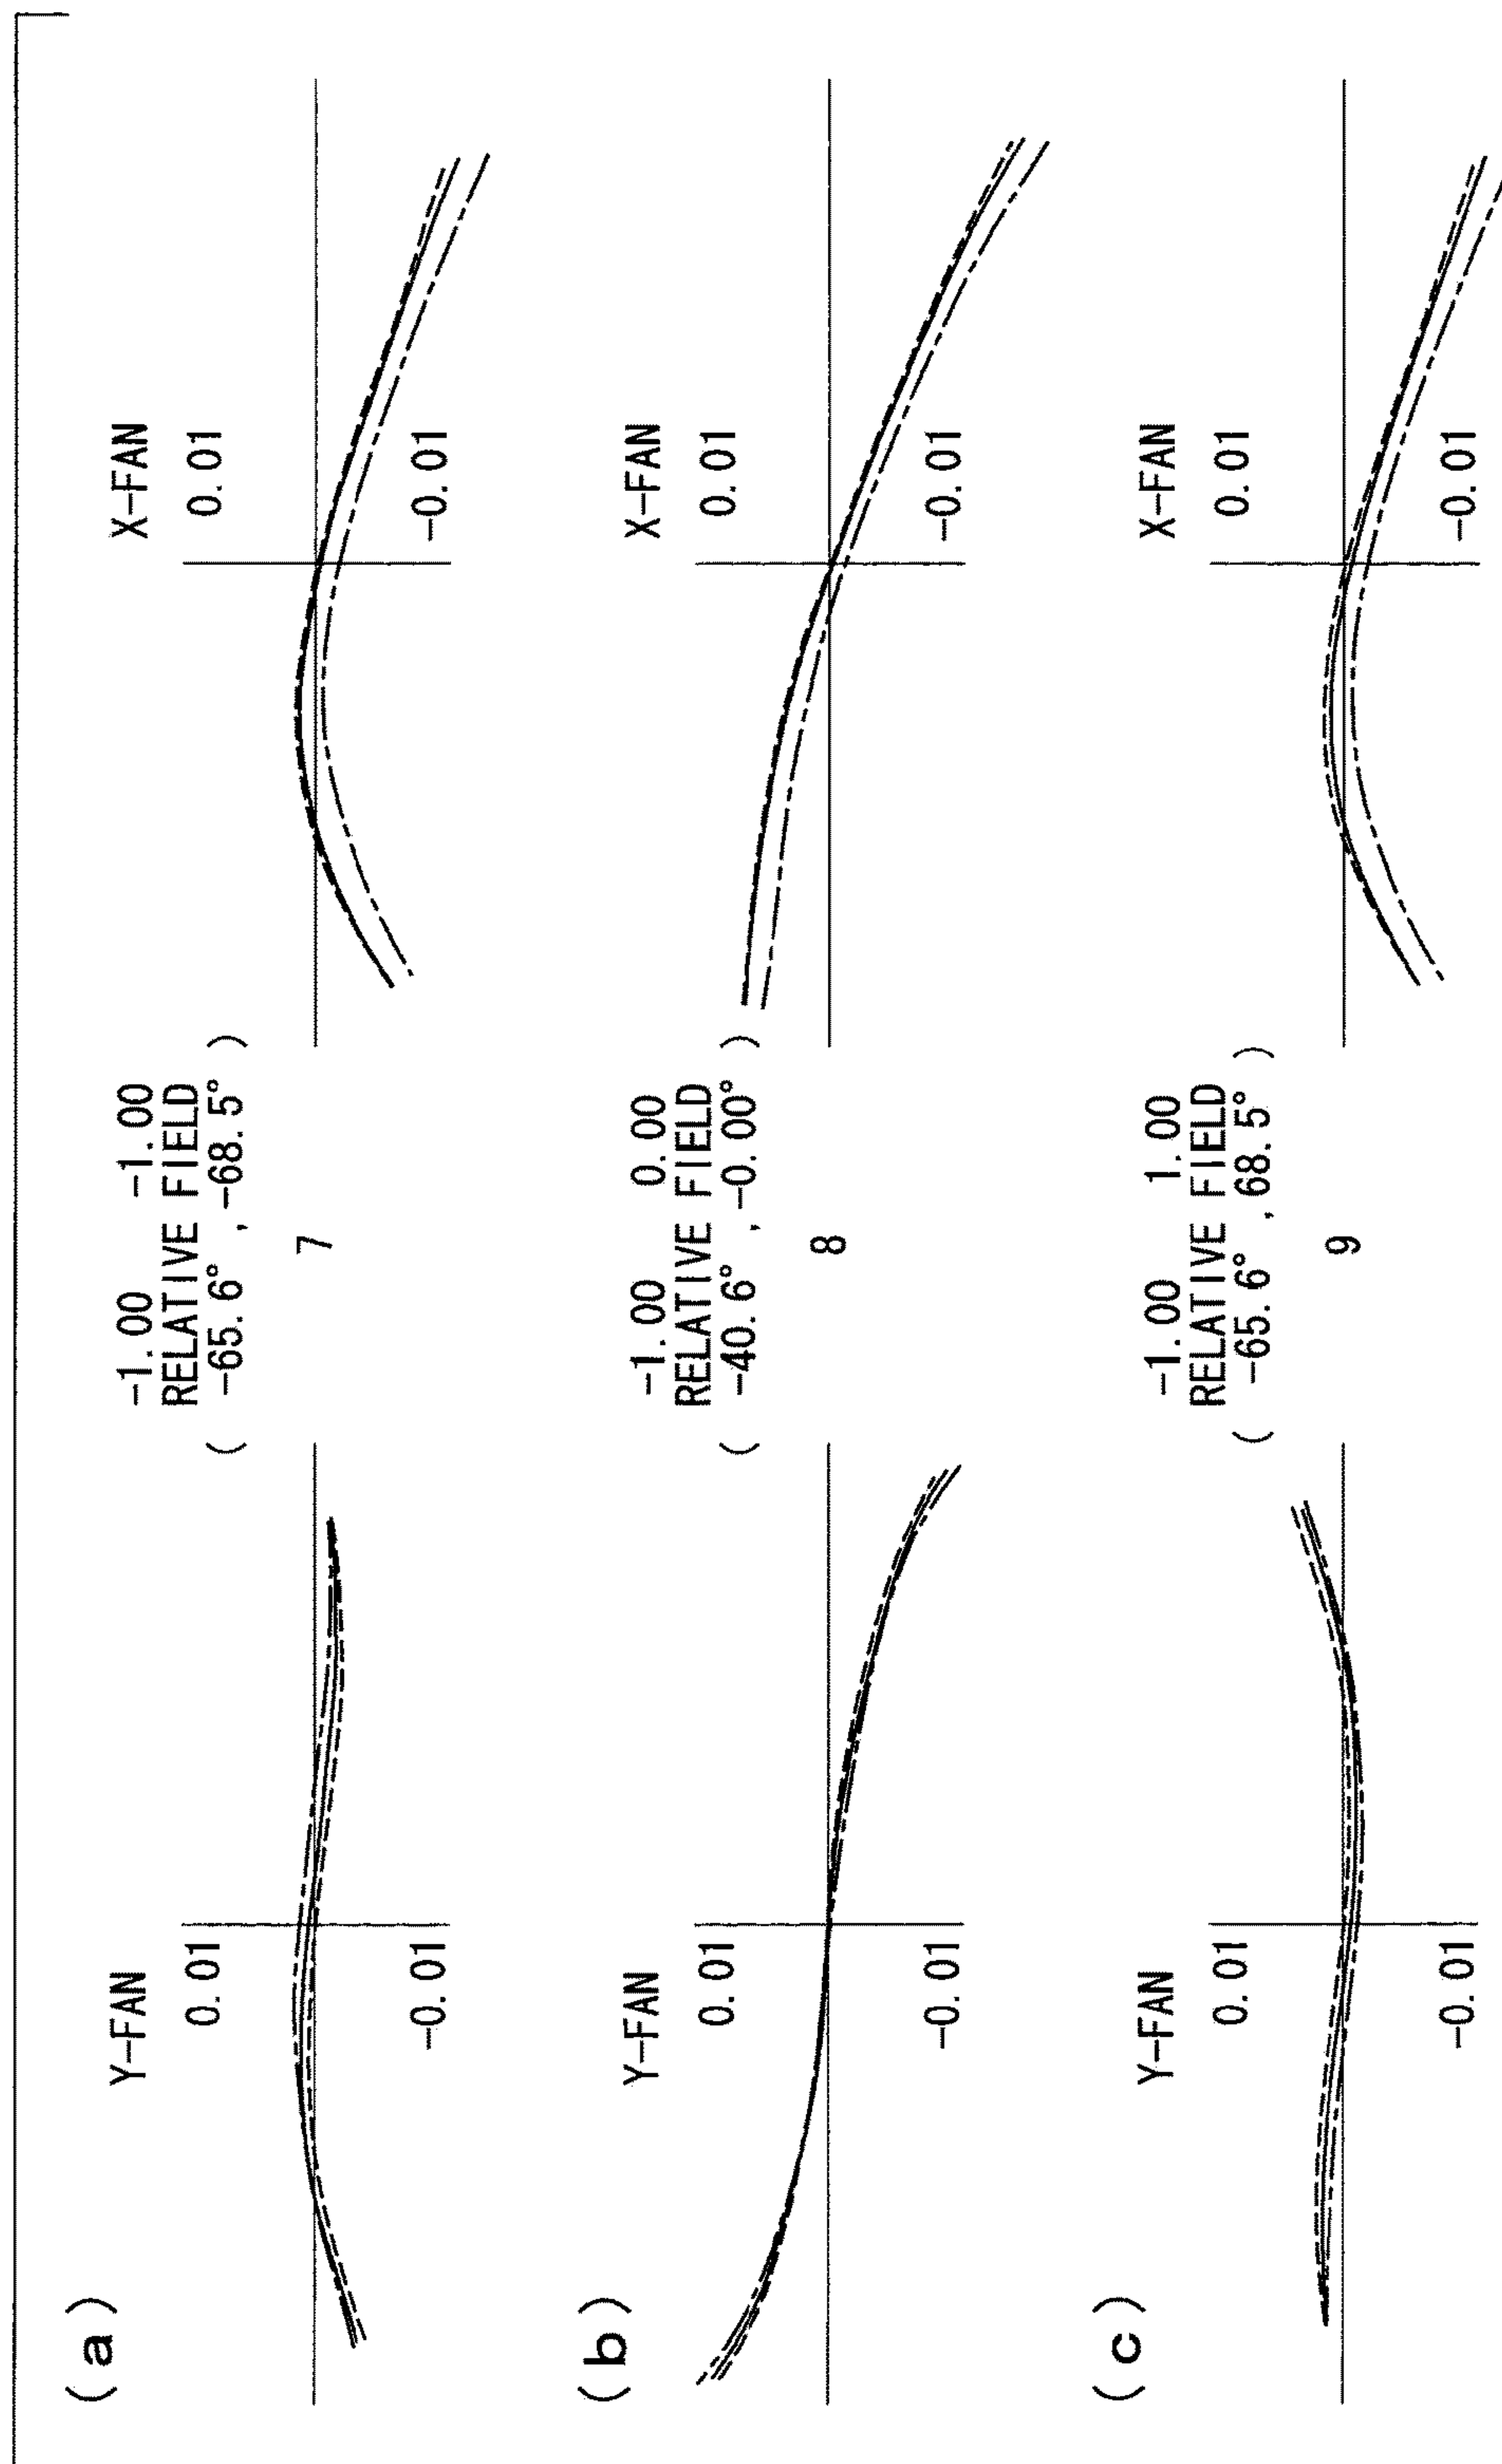 (a)
Y-FAN
0.01
-0.01
-1.00 -1.00
RELATIVE FIELD
( -65.6° ,-68.5° )
7
X-FAN
0.01
-0.01
(b)
Y-FAN
0.01
-0.01
-1.00 0.00
RELATIVE FIELD
( -40.6° ,-0.00° )
8
X-FAN
0.01
-0.01
(c)
Y-FAN
0.01
-0.01
-1.00 1.00
RELATIVE FIELD
( -65.6° ,68.5° )
9
X-FAN
0.01
-0.01